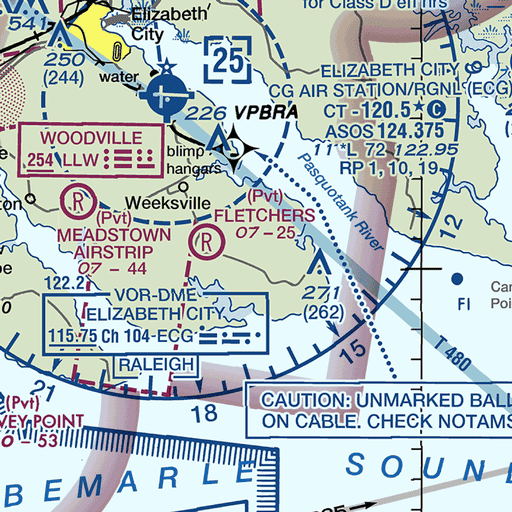 for Class D eff hrs
Elizabeth
City
541
250
(244)
25
water
ELIZABETH CITY
CG AIR STATION/RGNL (ECG)
CT - 120.5 ★ C
ASOS 124.375
11 *L 72 122.95
RP 1, 10, 19
226
VPBRA
WOODVILLE
254 LLW
blimp
hangars
Pasquotank River
Weeksville
R
(Pvt)
MEADSTOWN
AIRSTRIP
07 - 44
(Pvt)
FLETCHERS
07 - 25
R
12
122.2
VOR-DME
ELIZABETH CITY
115.75 Ch 104-ECG
RALEIGH
271
(262)
FI
15
T 480
21
18
(Pvt)
VEY POINT
- 53
CAUTION: UNMARKED BALL
ON CABLE. CHECK NOTAMS
BEMARLE SOUN